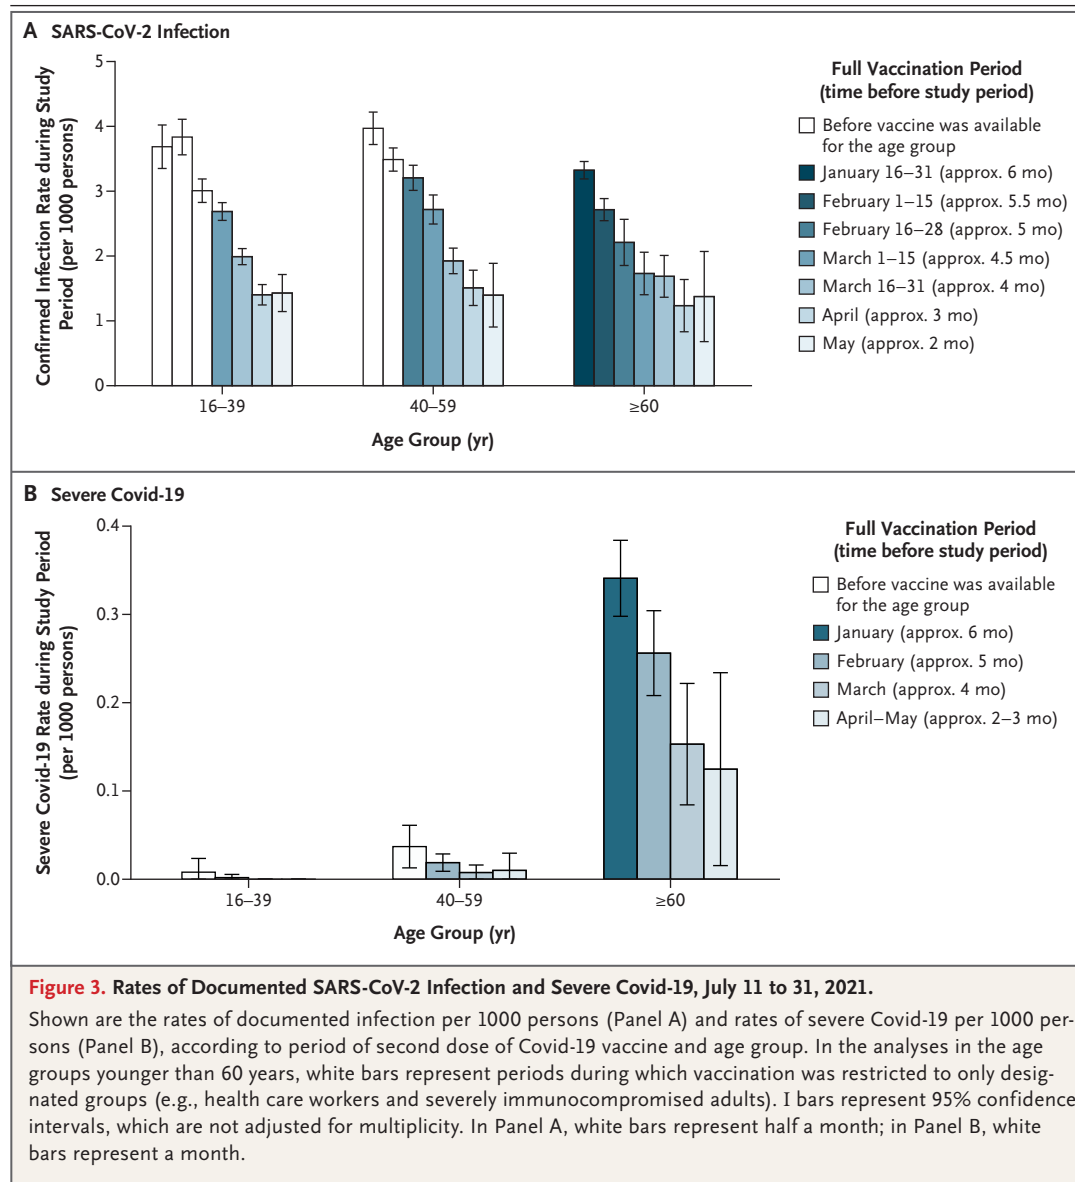 A SARS-CoV-2 Infection
Confirmed Infection Rate during Study
Period (per 1000 persons)
5
4
3
2
1
0
16–39
40–59
≥60
Age Group (yr)
Full Vaccination Period
(time before study period)
Before vaccine was available
for the age group
January 16–31 (approx. 6 mo)
February 1–15 (approx. 5.5 mo)
February 16–28 (approx. 5 mo)
March 1–15 (approx. 4.5 mo)
March 16–31 (approx. 4 mo)
April (approx. 3 mo)
May (approx. 2 mo)
B Severe Covid-19
Severe Covid-19 Rate during Study Period
(per 1000 persons)
0.4
0.3
0.2
0.1
0.0
16–39
40–59
≥60
Age Group (yr)
Full Vaccination Period
(time before study period)
Before vaccine was available
for the age group
January (approx. 6 mo)
February (approx. 5 mo)
March (approx. 4 mo)
April–May (approx. 2–3 mo)
Figure 3. Rates of Documented SARS-CoV-2 Infection and Severe Covid-19, July 11 to 31, 2021.
Shown are the rates of documented infection per 1000 persons (Panel A) and rates of severe Covid-19 per 1000 per-
sons (Panel B), according to period of second dose of Covid-19 vaccine and age group. In the analyses in the age
groups younger than 60 years, white bars represent periods during which vaccination was restricted to only desig-
nated groups (e.g., health care workers and severely immunocompromised adults). I bars represent 95% confidence
intervals, which are not adjusted for multiplicity. In Panel A, white bars represent half a month; in Panel B, white
bars represent a month.